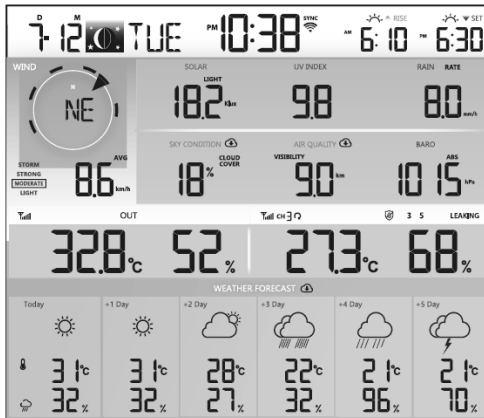 D M
7-12 TUE PM 10:38 SYNC AM 6:10 RISE PM 6:30 SET
WIND SOLAR UV INDEX RAIN RATE
N
NE
LIGHT
18.2 Klux 9.8 8.0 mm/h
SKY CONDITION AIR QUALITY BARO
STORM
STRONG
MODERATE
LIGHT
AVG
8.6 km/h
CLOUD COVER
18%
VISIBILITY
9.0 km
ABS
1015 hPa
OUT CH 3 3 5 LEAKING
32.8 °C 52 % 27.3 °C 68 %
WEATHER FORECAST
Today +1 Day +2 Day +3 Day +4 Day +5 Day
31°C 31°C 28°C 22°C 21°C 21°C
32% 32% 27% 32% 96% 70%